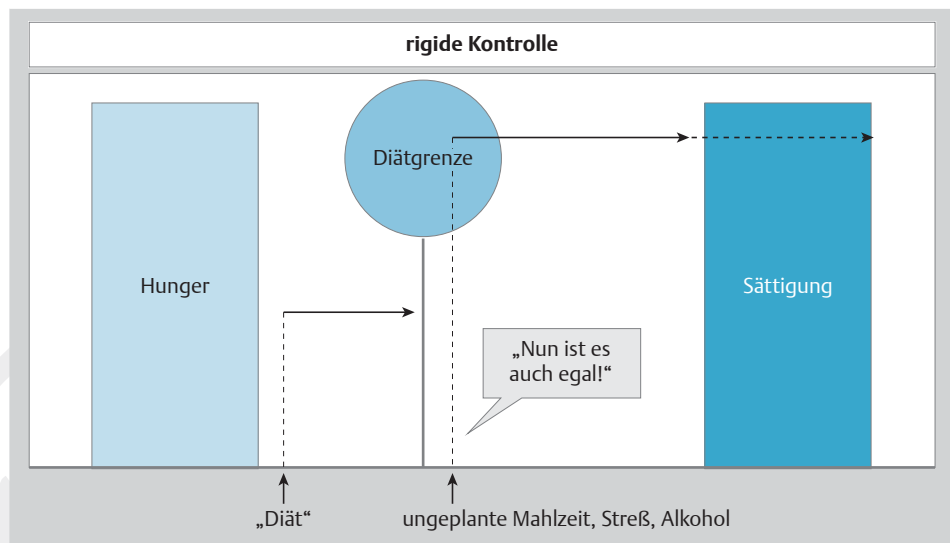 rigide Kontrolle
Diätgrenze
Hunger
Sättigung
„Nun ist es
auch egal!“
„Diät“
ungeplante Mahlzeit, Streß, Alkohol